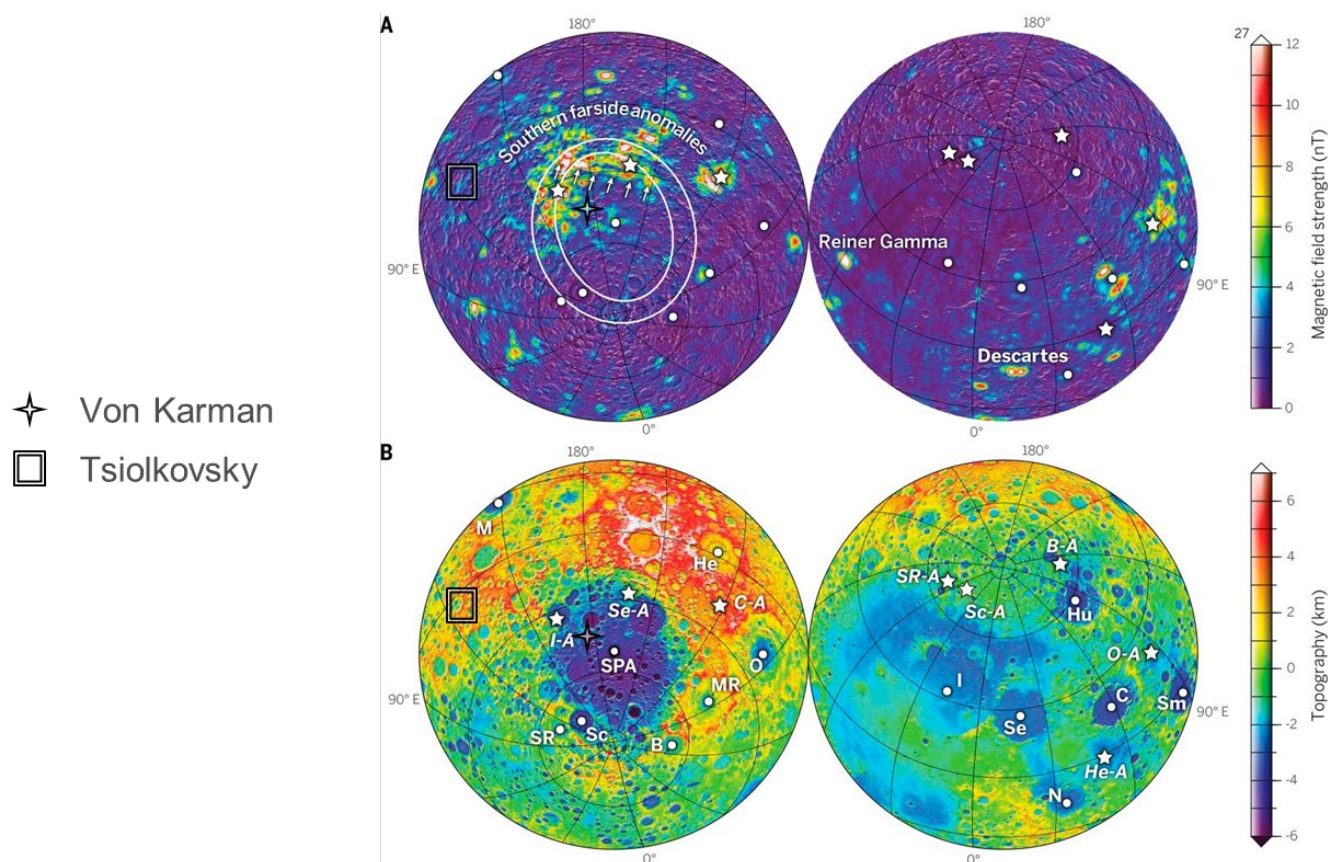 Von Karman
Tsiolkovsky
A
180°
Southern farside anomalies
90° E
0°
180°
Reiner Gamma
Descartes
90° E
0°
27
12
10
8
6
4
2
0
Magnetic field strength (nT)
B
180°
M
He
C-A
Se-A
I-A
SPA
O
MR
90° E
SR
Sc
B
0°
180°
B-A
SR-A
Sc-A
Hu
O-A
I
C
Sm
Se
90° E
He-A
N
0°
6
4
2
0
-2
-4
-6
Topography (km)